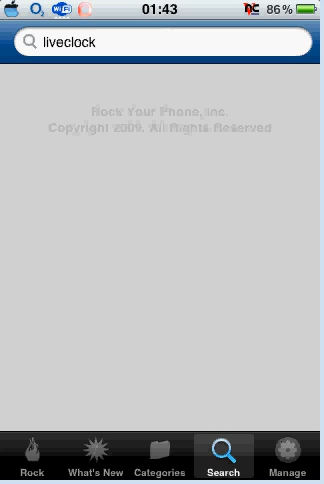 O2 WiFi 01:43 86%
liveclock
Rock Your Phone, Inc.
Copyright 2009. All Rights Reserved
Rock What's New Categories Search Manage